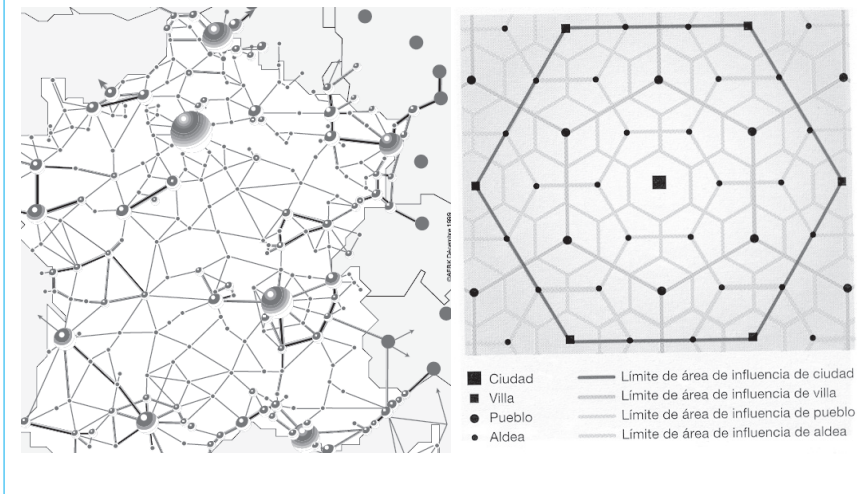 Ciudad
Villa
Pueblo
Aldea
Límite de área de influencia de ciudad
Límite de área de influencia de villa
Límite de área de influencia de pueblo
Límite de área de influencia de aldea